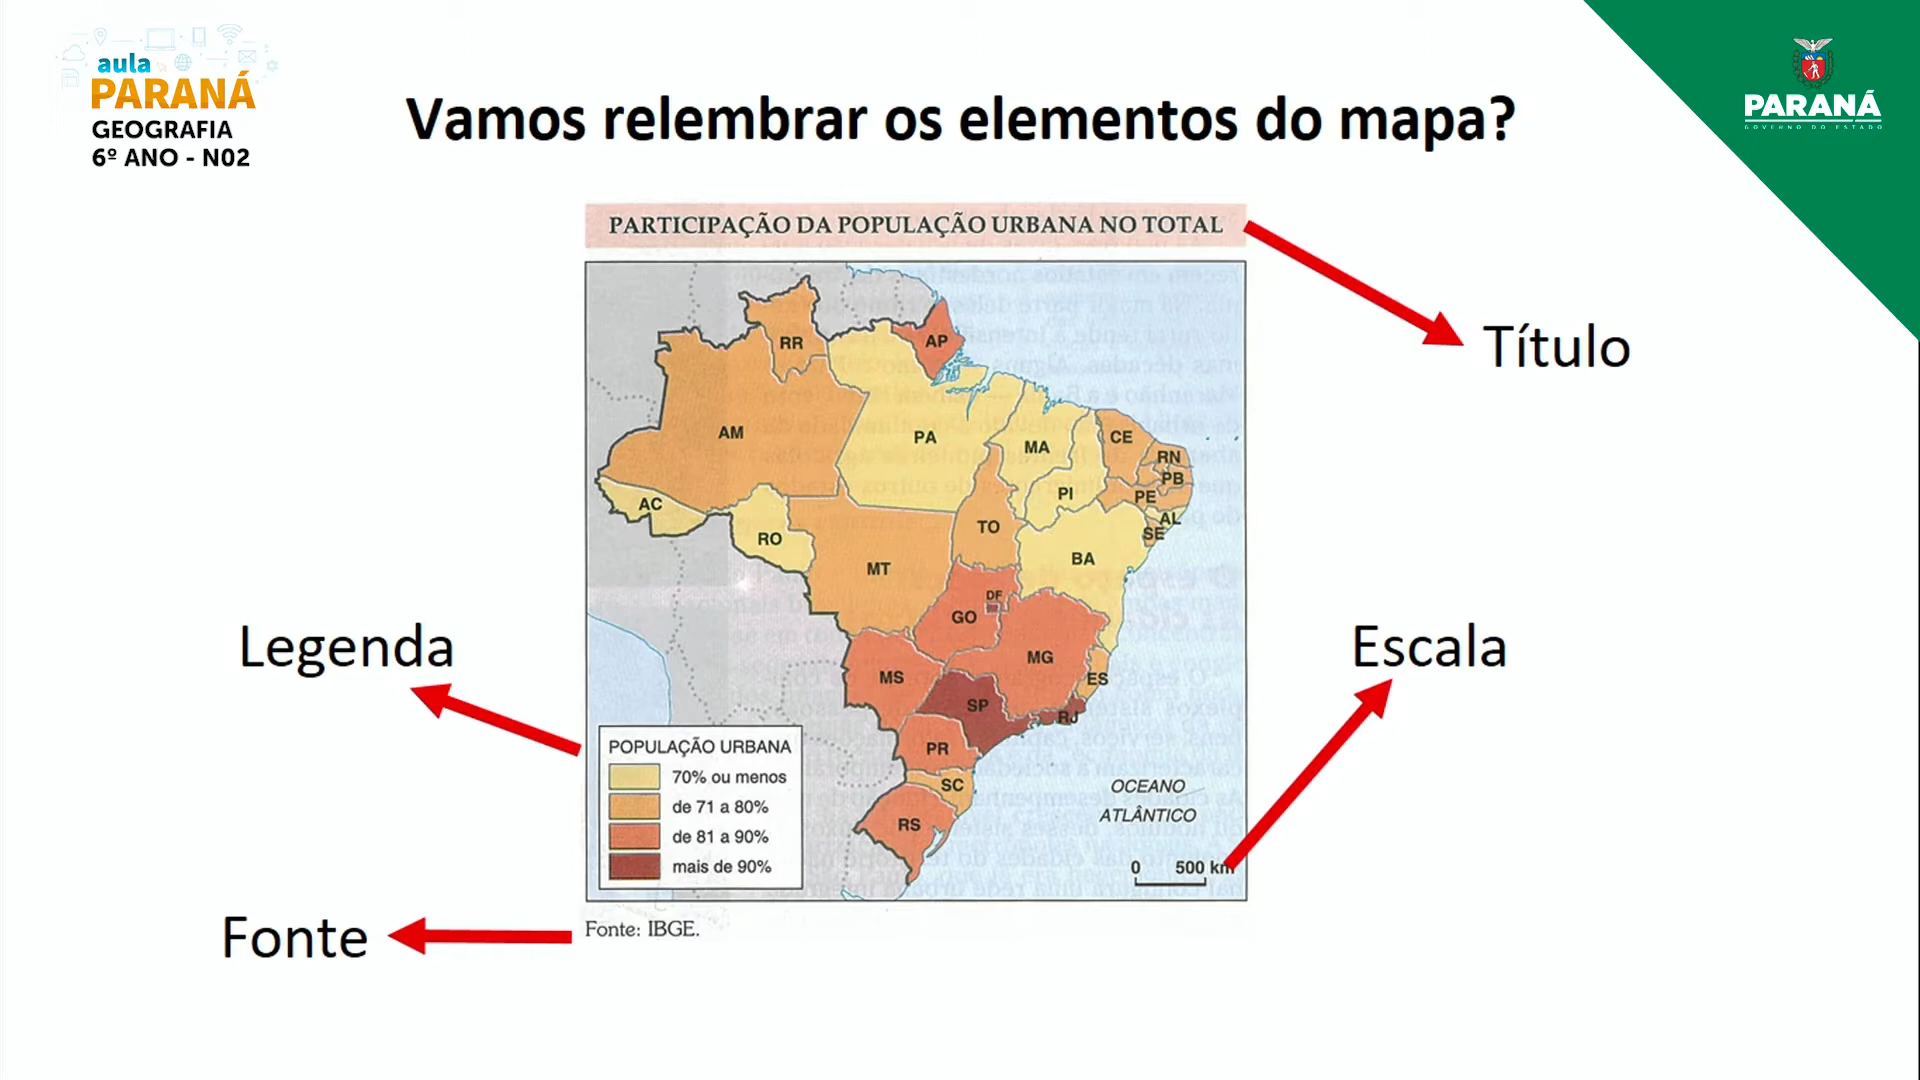 aula
PARANÁ
GEOGRAFIA
6º ANO - N02
PARANÁ
GOVERNO DO ESTADO
Vamos relembrar os elementos do mapa?
PARTICIPAÇÃO DA POPULAÇÃO URBANA NO TOTAL
Título
RR
AP
AM
PA
MA
CE
RN
PB
PE
PI
AL
SE
AC
TO
RO
BA
MT
DF
GO
MG
MS
ES
SP
RJ
PR
SC
RS
Legenda
Escala
POPULAÇÃO URBANA
70% ou menos
de 71 a 80%
de 81 a 90%
mais de 90%
OCEANO
ATLÂNTICO
0 500 km
Fonte
Fonte: IBGE.